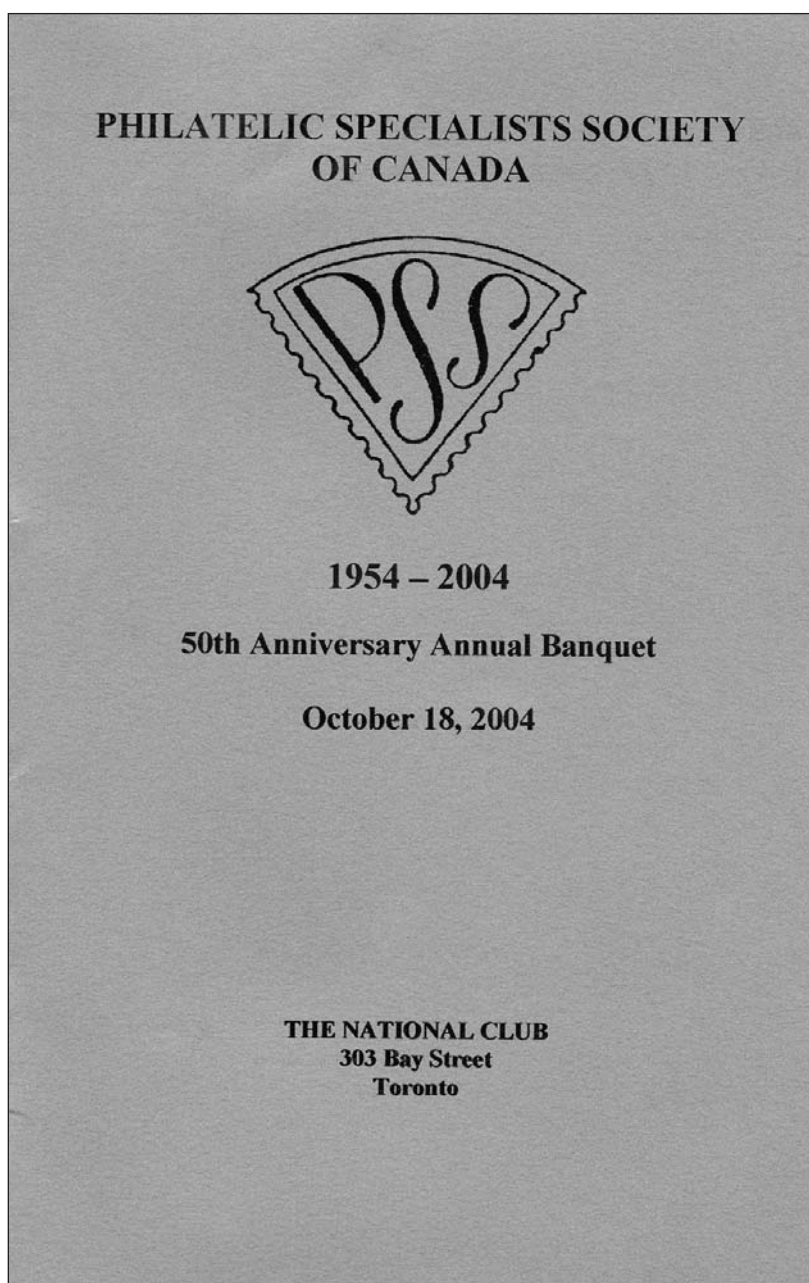 PHILATELIC SPECIALISTS SOCIETY
OF CANADA
PSS
1954 – 2004
50th Anniversary Annual Banquet
October 18, 2004
THE NATIONAL CLUB
303 Bay Street
Toronto